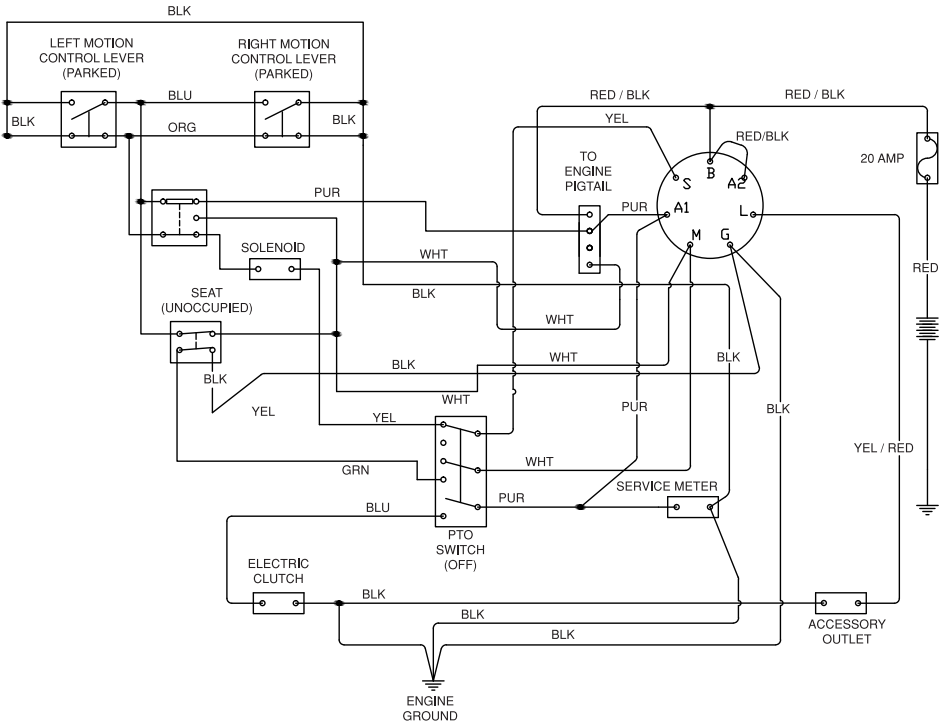 BLK
LEFT MOTION
CONTROL LEVER
(PARKED)
RIGHT MOTION
CONTROL LEVER
(PARKED)
BLU
BLK
BLK
ORG
RED / BLK
RED / BLK
YEL
RED/BLK
20 AMP
TO
ENGINE
PIGTAIL
S
B
A2
A1
L
M
G
PUR
PUR
SOLENOID
WHT
BLK
RED
SEAT
(UNOCCUPIED)
WHT
WHT
BLK
BLK
BLK
WHT
YEL
PUR
BLK
YEL
YEL / RED
GRN
WHT
SERVICE METER
PUR
BLU
PTO
SWITCH
(OFF)
ELECTRIC
CLUTCH
BLK
BLK
BLK
ACCESSORY
OUTLET
ENGINE
GROUND